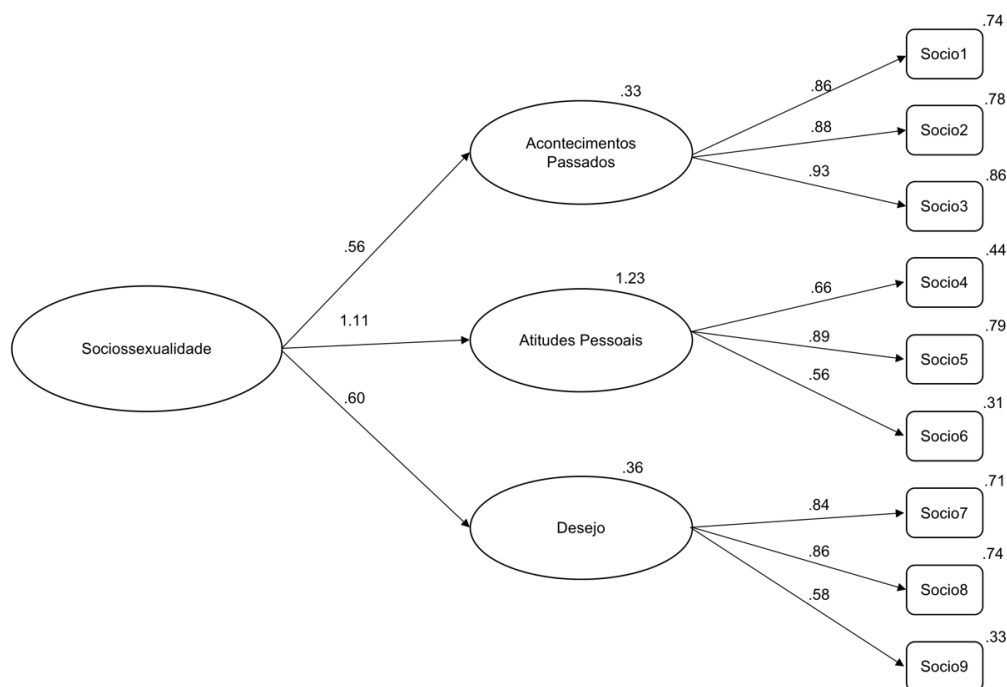 .74
Socio1
.86
.33
Acontecimentos
Passados
.78
.88
Socio2
.93
.86
Socio3
.56
.44
1.23
.66
Socio4
1.11
Sociossexualidade
Atitudes Pessoais
.79
.89
Socio5
.56
.31
.60
Socio6
.36
.71
.84
Socio7
Desejo
.74
.86
Socio8
.58
.33
Socio9